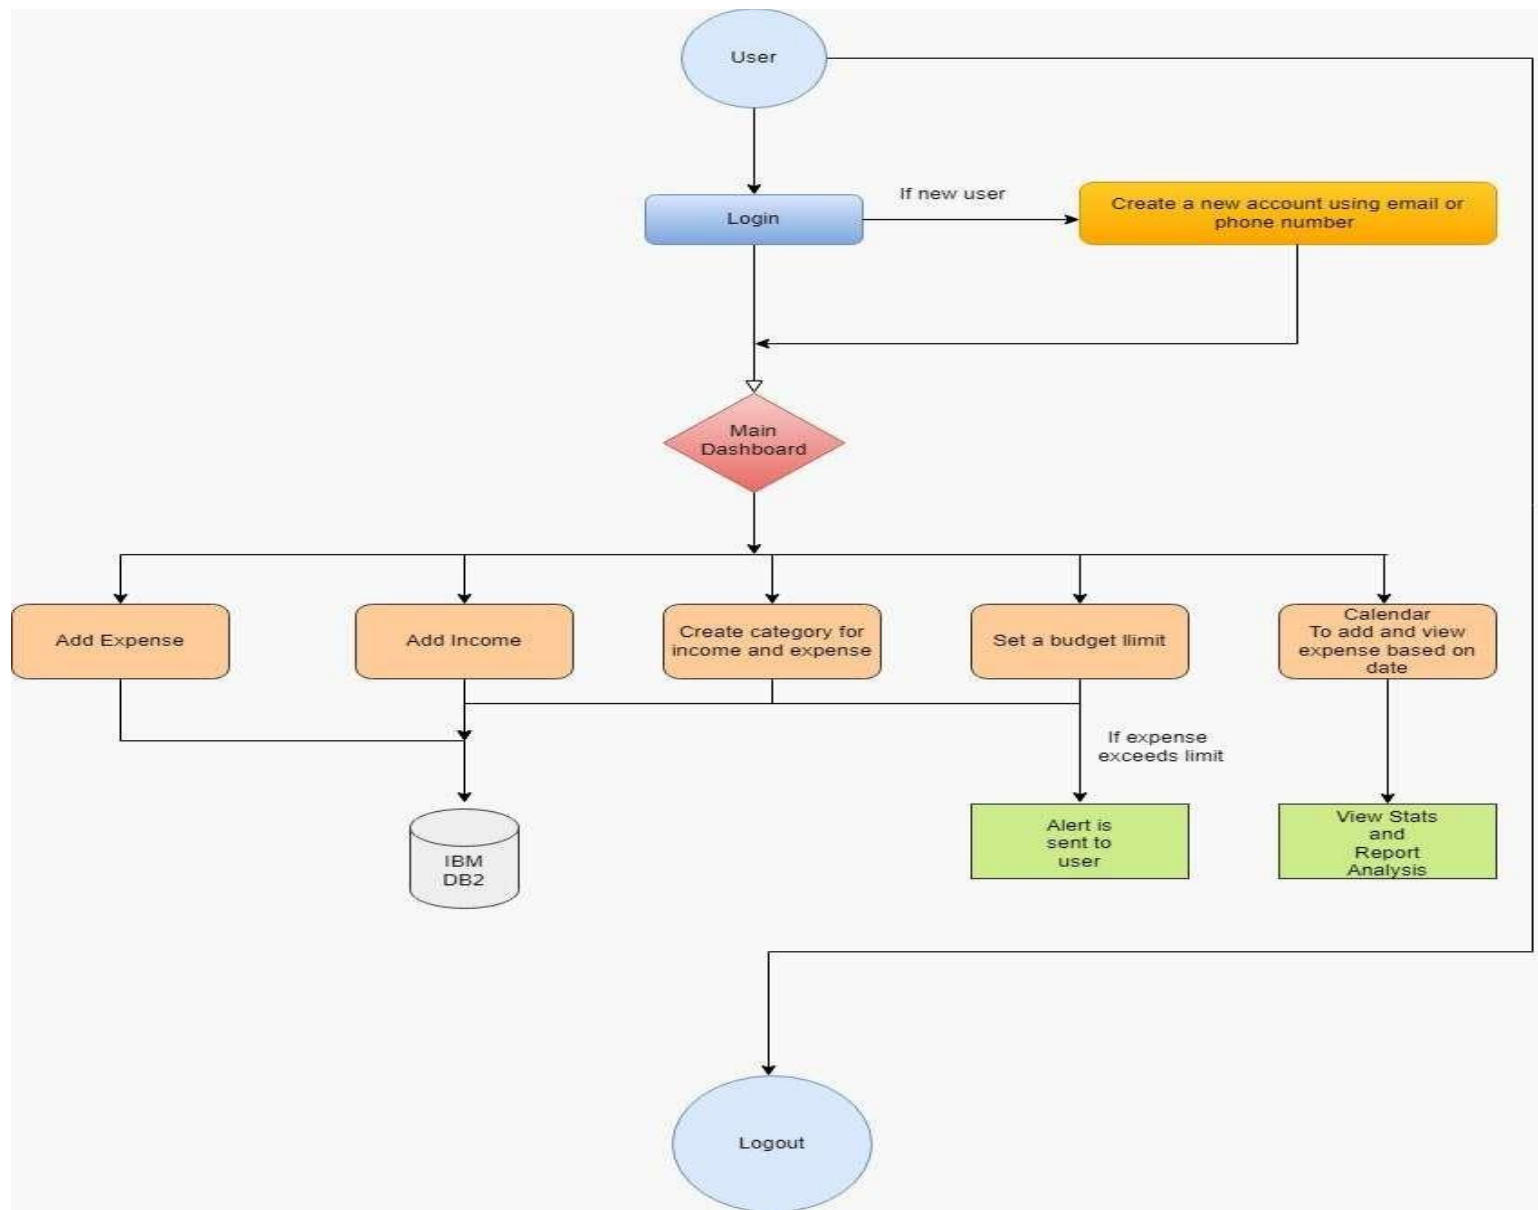 User
If new user
Login
Create a new account using email or
phone number
Main
Dashboard
Add Expense
Add Income
Create category for
income and expense
Set a budget llimit
Calendar
To add and view
expense based on
date
If expense
exceeds limit
IBM
DB2
Alert is
sent to
user
View Stats
and
Report
Analysis
Logout